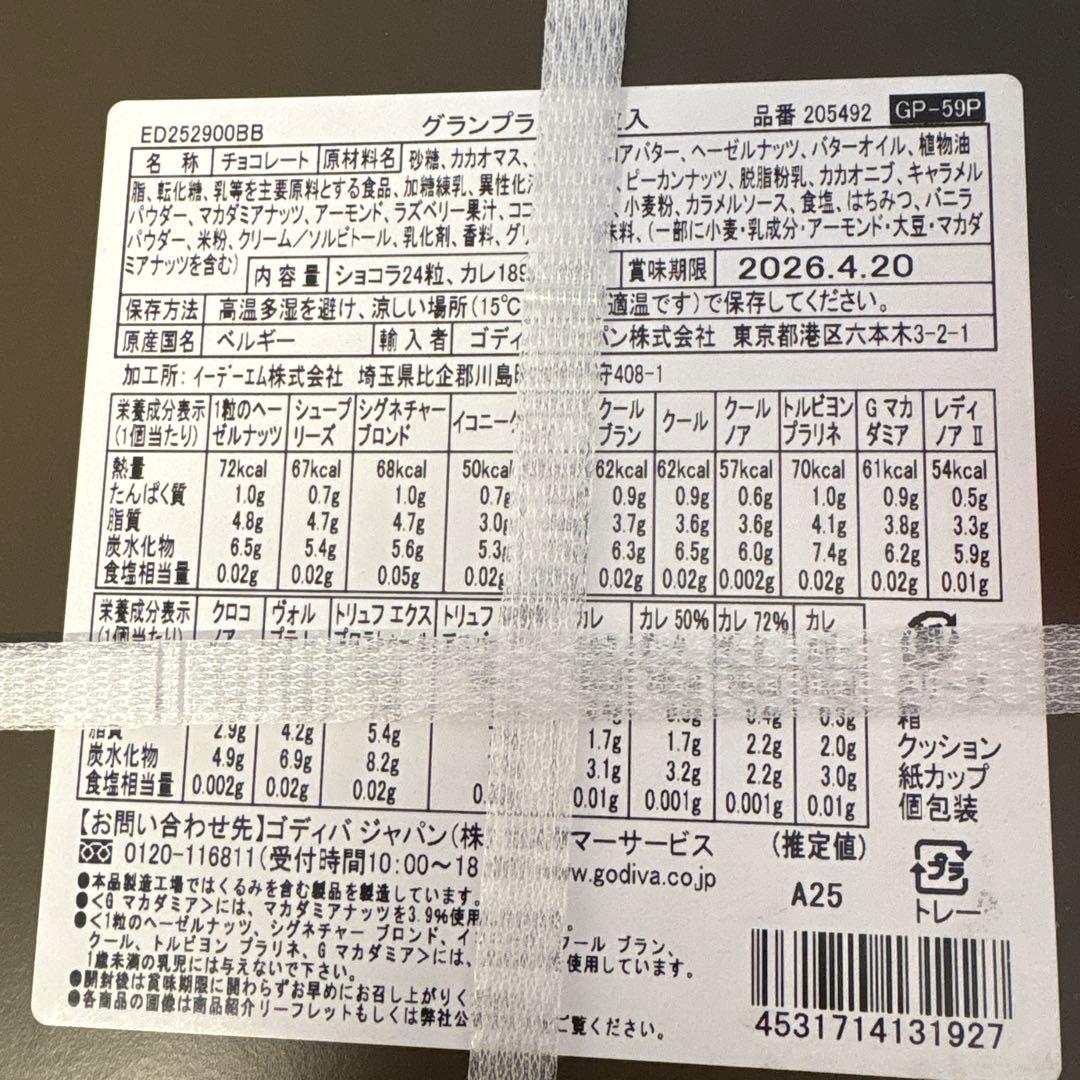 ED252900BB グランプラ 入 品番 205492 GP-59P
名 称 チョコレート 原材料名 砂糖、カカオマス、 アバター、ヘーゼルナッツ、バターオイル、植物油
脂、転化糖、乳等を主要原料とする食品、加糖練乳、異性化 、ピーカンナッツ、脱脂粉乳、カカオニブ、キャラメル
パウダー、マカダミアナッツ、アーモンド、ラズベリー果汁、ココ 、小麦粉、カラメルソース、食塩、はちみつ、バニラ
パウダー、米粉、クリーム/ソルビトール、乳化剤、香料、グリ 味料、(一部に小麦・乳成分・アーモンド・大豆・マカダ
ミアナッツを含む) 内容量 ショコラ24粒、カレ18 賞味期限 2026.4.20
保存方法 高温多湿を避け、涼しい場所(15℃ 適温です)で保存してください。
原産国名 ベルギー 輸入者 ゴディ パン株式会社 東京都港区六本木3-2-1
加工所: イーデーエム株式会社 埼玉県比企郡川島 408-1
栄養成分表示 1粒のヘー シュープ シグネチャー イコニー クール クール クール トルビヨン G マカ レディ
(1個当たり) ゼルナッツ リーズ ブロンド ブラン ノア プラリネ ダミア ノア Ⅱ
熱量 72kcal 67kcal 68kcal 50kcal 62kcal 62kcal 57kcal 70kcal 61kcal 54kcal
たんぱく質 1.0g 0.7g 1.0g 0.7g 0.9g 0.9g 0.6g 1.0g 0.9g 0.5g
脂質 4.8g 4.7g 4.7g 3.0g 3.7g 3.6g 3.6g 4.1g 3.8g 3.3g
炭水化物 6.5g 5.4g 5.6g 5.3g 6.3g 6.5g 6.0g 7.4g 6.2g 5.9g
食塩相当量 0.02g 0.02g 0.05g 0.02g 0.02g 0.02g 0.002g 0.02g 0.02g 0.01g
栄養成分表示 クロコ ヴォル トリュフ エクス トリュフ カレ カレ 50% カレ 72% カレ
(1個当たり)
脂質 2.9g 4.2g 5.4g 1.7g 1.7g 2.2g 2.0g
炭水化物 4.9g 6.9g 8.2g 3.1g 3.2g 2.2g 3.0g
食塩相当量 0.002g 0.02g 0.02g 0.01g 0.001g 0.001g 0.01g
箱
クッション
紙カップ
個包装
【お問い合わせ先】ゴディバ ジャパン(株 マーサービス (推定値)
0120-116811(受付時間10:00〜18 w.godiva.co.jp
A25
プラ
トレー
●本品製造工場ではくるみを含む製品を製造しています。
●<G マカダミア>には、マカダミアナッツを3.9%使用 。
●<1粒のヘーゼルナッツ、シグネチャー ブロンド、イ クール ブラン、
クール、トルビヨン プラリネ、G マカダミア>には、 使用しています。
1歳未満の乳児には与えないで下さい。
●開封後は賞味期限に関わらずお早めにお召し上がりく
●各商品の画像は商品紹介リーフレットもしくは弊社公 ご覧ください。
4531714131927